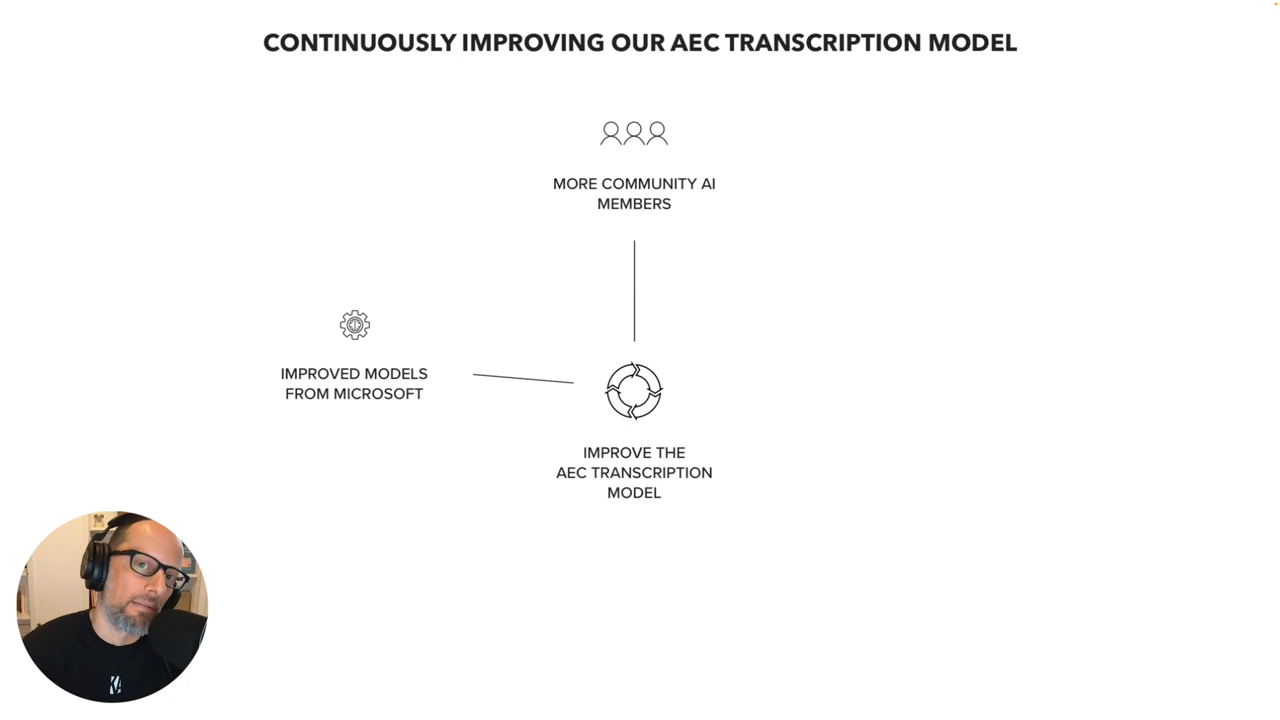 CONTINUOUSLY IMPROVING OUR AEC TRANSCRIPTION MODEL
MORE COMMUNITY AI
MEMBERS
IMPROVED MODELS
FROM MICROSOFT
IMPROVE THE
AEC TRANSCRIPTION
MODEL